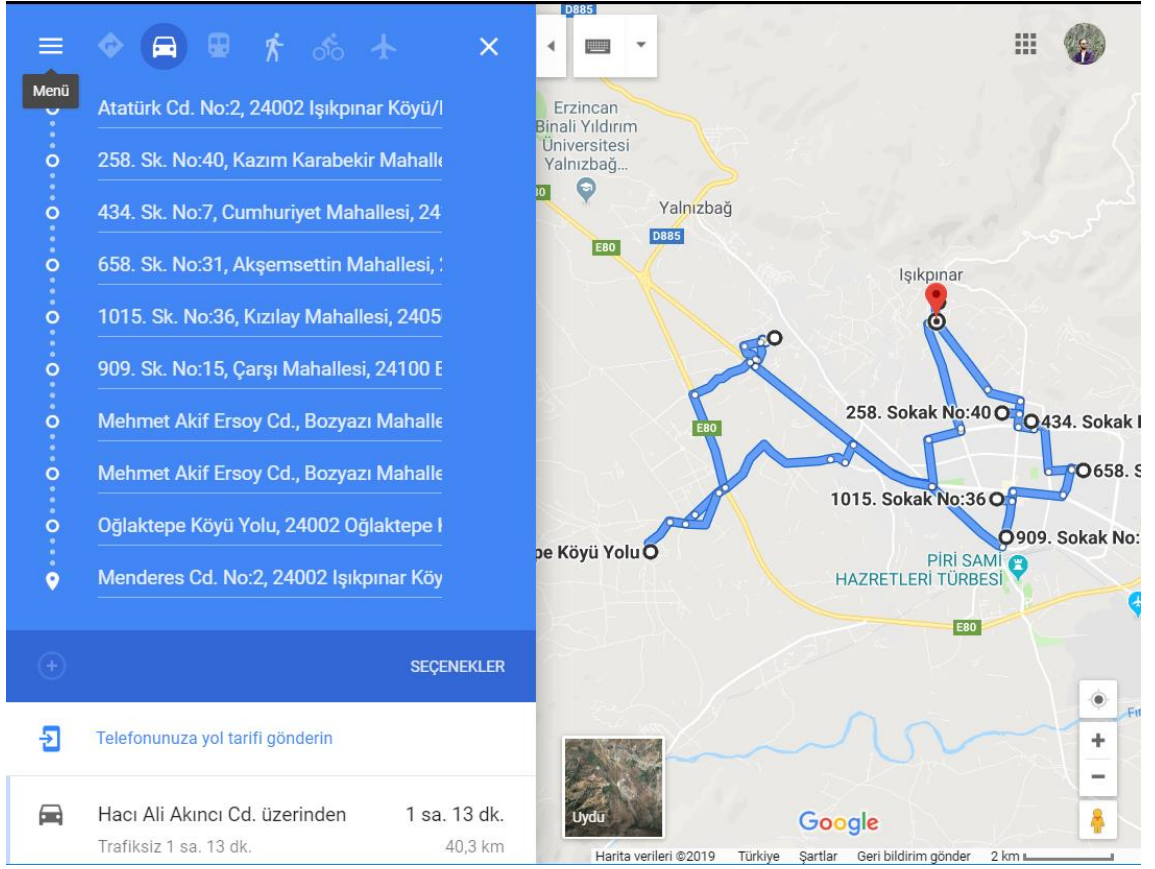 Menü
Atatürk Cd. No:2, 24002 Işıkpınar Köyü/
258. Sk. No:40, Kazım Karabekir Mahalle
434. Sk. No:7, Cumhuriyet Mahallesi, 24
658. Sk. No:31, Akşemsettin Mahallesi,
1015. Sk. No:36, Kızılay Mahallesi, 2405
909. Sk. No:15, Çarşı Mahallesi, 24100 E
Mehmet Akif Ersoy Cd., Bozyazı Mahalle
Mehmet Akif Ersoy Cd., Bozyazı Mahalle
Oğlaktepe Köyü Yolu, 24002 Oğlaktepe
Menderes Cd. No:2, 24002 Işıkpınar Köy
SEÇENEKLER
Telefonunuza yol tarifi gönderin
Hacı Ali Akıncı Cd. üzerinden 1 sa. 13 dk.
Trafiksiz 1 sa. 13 dk. 40,3 km
D885
Erzincan
Binali Yıldırım
Üniversitesi
Yalnızbağ...
80
Yalnızbağ
D885
E80
Işıkpınar
258. Sokak No:40
434. Sokak
E80
658. S
1015. Sokak No:36
909. Sokak No:
pe Köyü Yolu
PİRİ SAMİ
HAZRETLERİ TÜRBESİ
E80
Uydu
Google
Harita verileri ©2019 Türkiye Şartlar Geri bildirim gönder 2 km